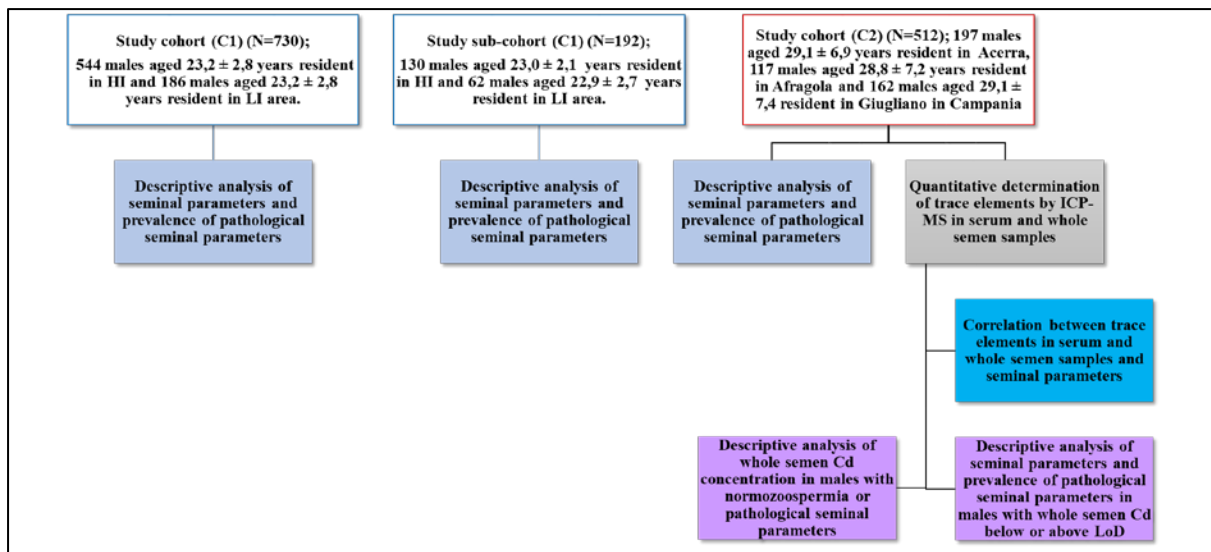 Study cohort (C1) (N=730);
544 males aged 23,2 ± 2,8 years resident
in HI and 186 males aged 23,2 ± 2,8
years resident in LI area.
Study sub-cohort (C1) (N=192);
130 males aged 23,0 ± 2,1 years resident
in HI and 62 males aged 22,9 ± 2,7 years
resident in LI area.
Study cohort (C2) (N=512); 197 males
aged 29,1 ± 6,9 years resident in Acerra,
117 males aged 28,8 ± 7,2 years resident
in Afragola and 162 males aged 29,1 ±
7,4 resident in Giugliano in Campania
Descriptive analysis of
seminal parameters and
prevalence of pathological
seminal parameters
Descriptive analysis of
seminal parameters and
prevalence of pathological
seminal parameters
Descriptive analysis of
seminal parameters and
prevalence of pathological
seminal parameters
Quantitative determination
of trace elements by ICP-
MS in serum and whole
semen samples
Correlation between trace
elements in serum and
whole semen samples and
seminal parameters
Descriptive analysis of
whole semen Cd
concentration in males with
normozoospermia or
pathological seminal
parameters
Descriptive analysis of
seminal parameters and
prevalence of pathological
seminal parameters in
males with whole semen Cd
below or above LoD